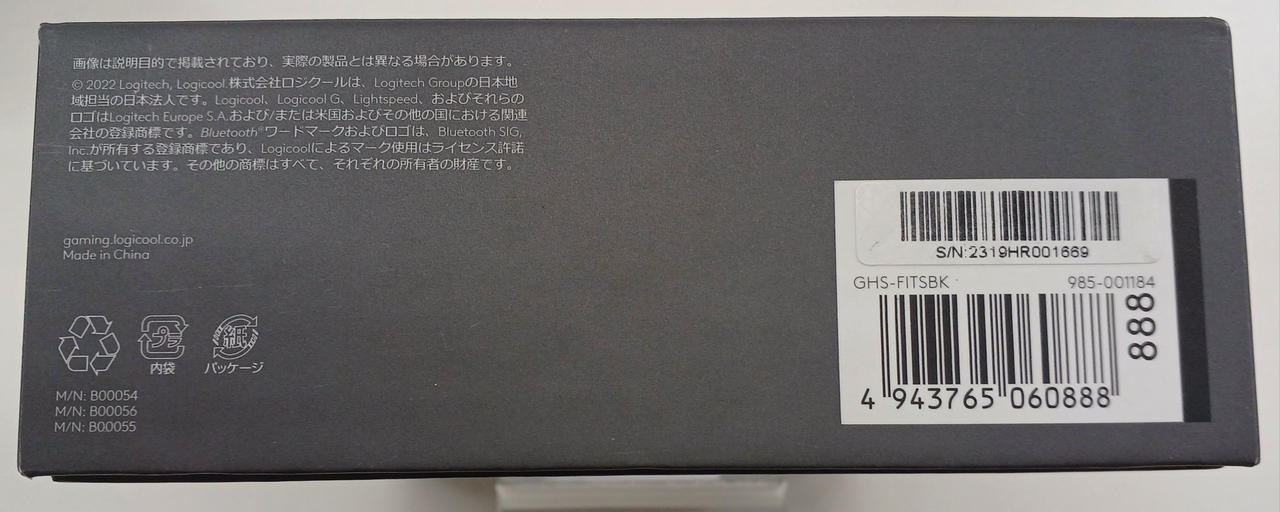 画像は説明目的で掲載されており、実際の製品とは異なる場合があります。
© 2022 Logitech, Logicool.株式会社ロジクールは、Logitech Groupの日本地
域担当の日本法人です。Logicool、Logicool G、Lightspeed、およびそれらの
ロゴはLogitech Europe S.A.および/または米国およびその他の国における関連
会社の登録商標です。Bluetooth®ワードマークおよびロゴは、Bluetooth SIG,
Inc.が所有する登録商標であり、Logicoolによるマーク使用はライセンス許諾
に基づいています。その他の商標はすべて、それぞれの所有者の財産です。
gaming.logicool.co.jp
Made in China
プラ
紙
内袋
パッケージ
M/N: B00054
M/N: B00056
M/N: B00055
S/N:2319HR001669
GHS-FITSBK
985-001184
888
4 943765 060888